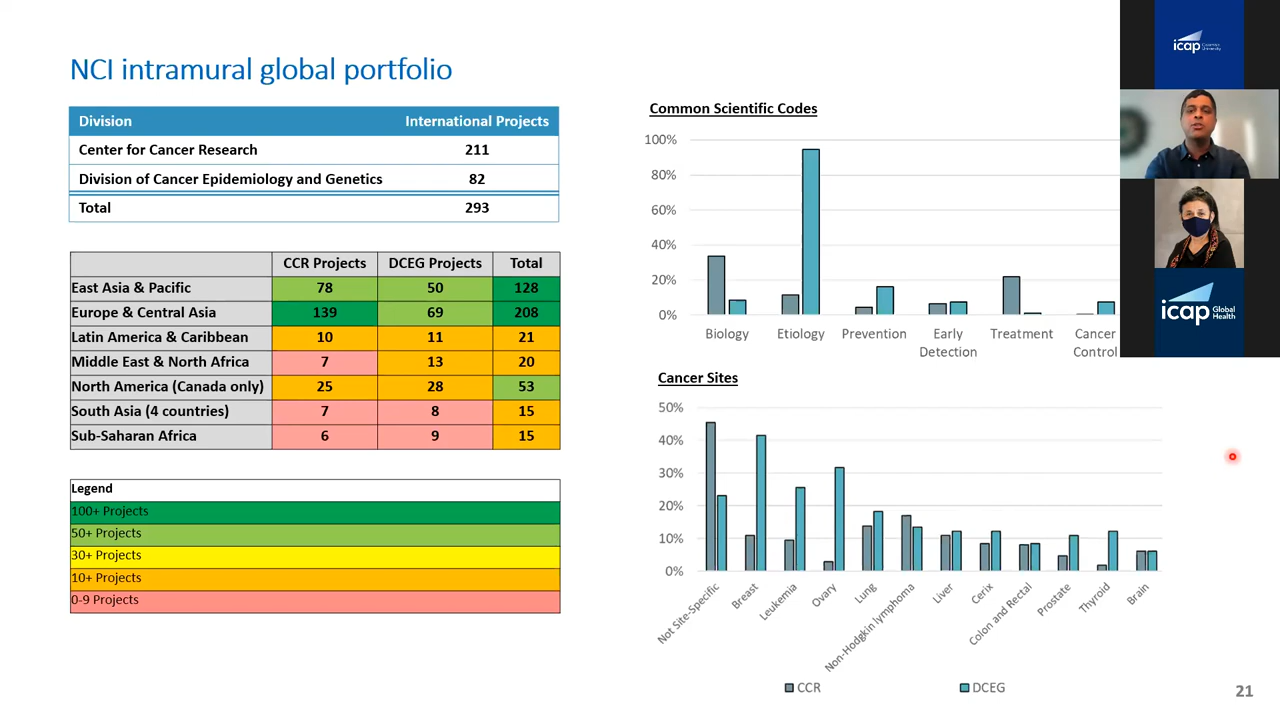 NCI intramural global portfolio
Division International Projects
Center for Cancer Research 211
Division of Cancer Epidemiology and Genetics 82
Total 293
CCR Projects DCEG Projects Total
East Asia & Pacific 78 50 128
Europe & Central Asia 139 69 208
Latin America & Caribbean 10 11 21
Middle East & North Africa 7 13 20
North America (Canada only) 25 28 53
South Asia (4 countries) 7 8 15
Sub-Saharan Africa 6 9 15
Legend
100+ Projects
50+ Projects
30+ Projects
10+ Projects
0-9 Projects
Common Scientific Codes
100%
80%
60%
40%
20%
0%
Biology Etiology Prevention Early Detection Treatment Cancer Control
Cancer Sites
50%
40%
30%
20%
10%
0%
Not Site-Specific Breast Leukemia Ovary Lung Non-Hodgkin lymphoma Liver Cerix Colon and Rectal Prostate Thyroid Brain
CCR DCEG
icap Columbia University
icap Global Health
21